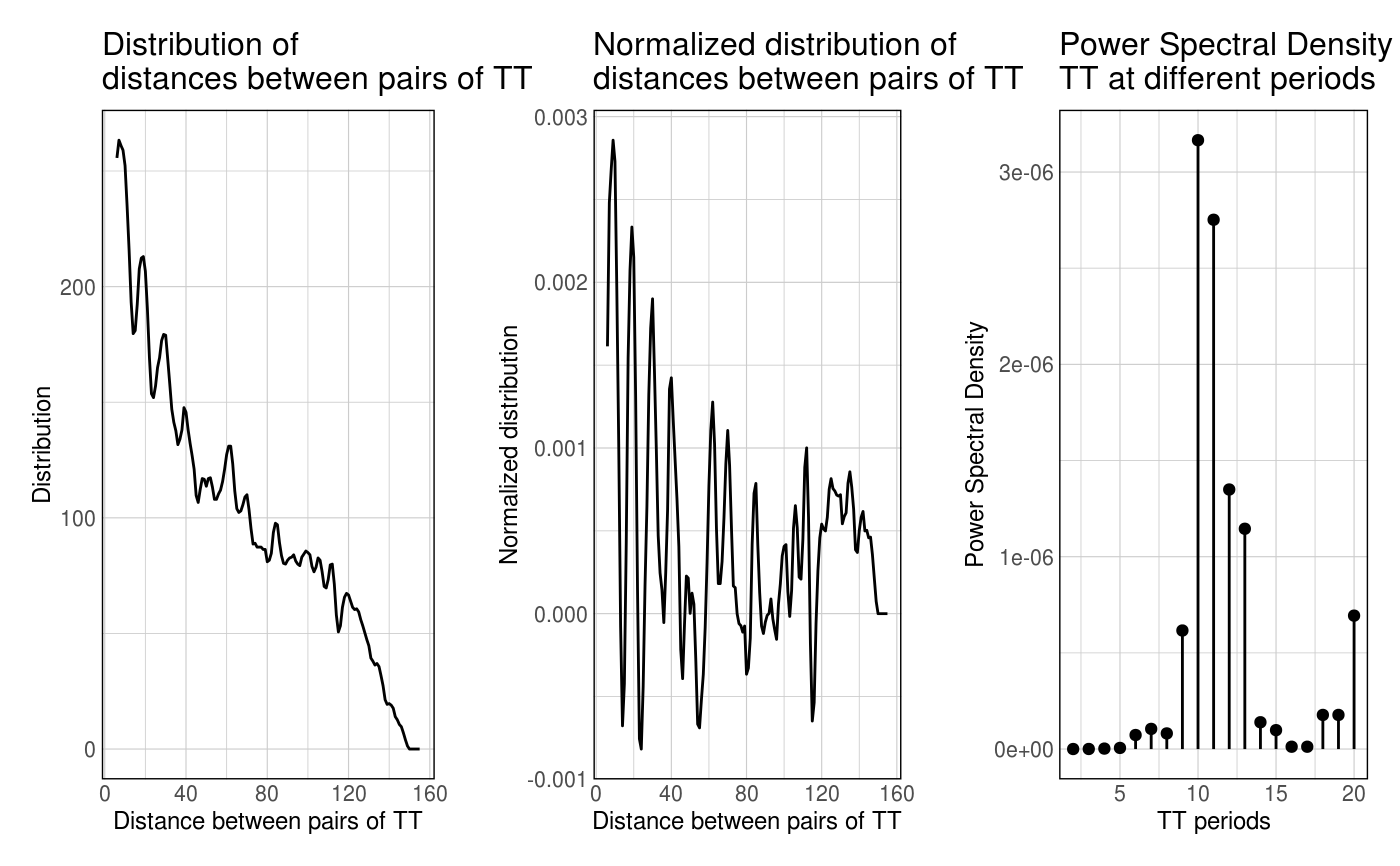 Distribution of
distances between pairs of TT
Distribution
200
100
0
0 40 80 120 160
Distance between pairs of TT
Normalized distribution of
distances between pairs of TT
Normalized distribution
0.003
0.002
0.001
0.000
-0.001
0 40 80 120 160
Distance between pairs of TT
Power Spectral Density
TT at different periods
Power Spectral Density
3e-06
2e-06
1e-06
0e+00
5 10 15 20
TT periods